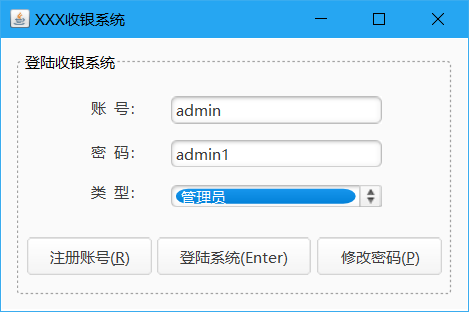 XXX收银系统
登陆收银系统
账 号：
admin
密 码：
admin1
类 型：
管理员
注册账号(R) 登陆系统(Enter) 修改密码(P)